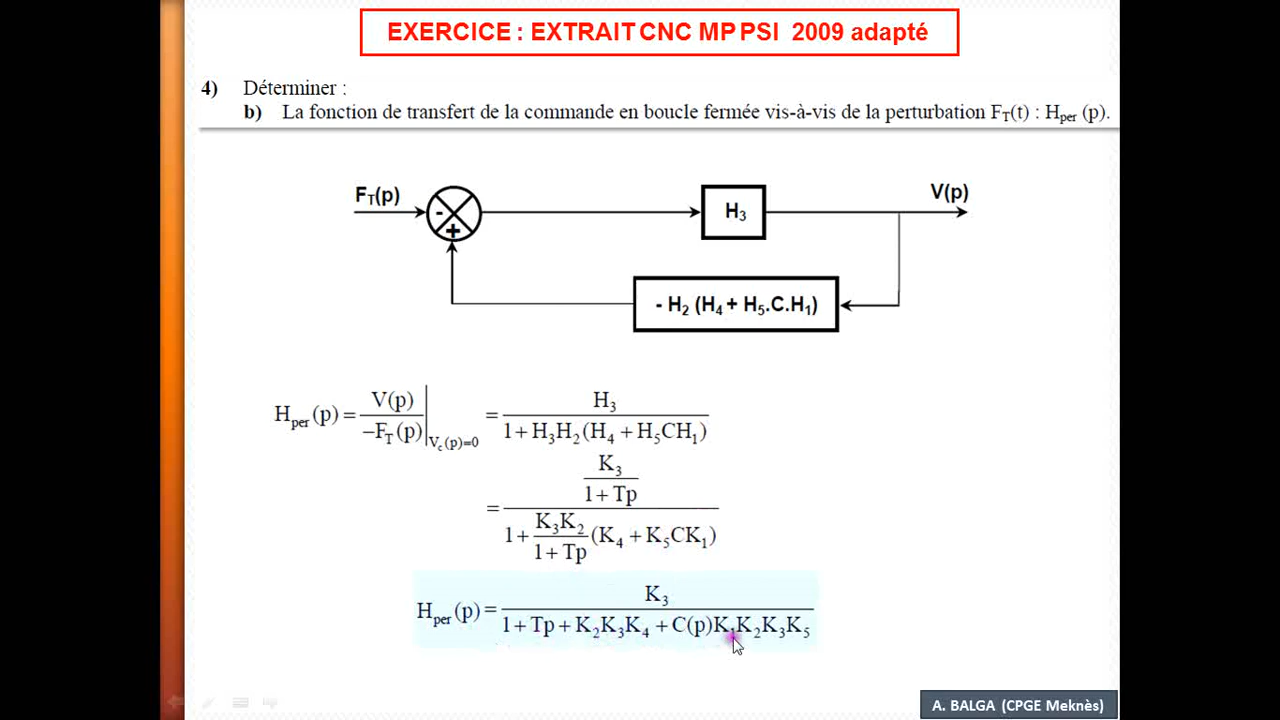 EXERCICE : EXTRAIT CNC MP PSI 2009 adapté
4) Déterminer :
b) La fonction de transfert de la commande en boucle fermée vis-à-vis de la perturbation F_T(t) : H_per (p).
F_T(p)
-
+
H_3
V(p)
- H_2 (H_4 + H_5.C.H_1)
H_per (p) = V(p) / −F_T(p) |_V_c(p)=0 = H_3 / 1 + H_3H_2(H_4 + H_5CH_1)
= K_3 / 1 + Tp / 1 + K_3K_2 / 1 + Tp (K_4 + K_5CK_1)
H_per (p) = K_3 / 1 + Tp + K_2K_3K_4 + C(p)K_1K_2K_3K_5
A. BALGA (CPGE Meknès)